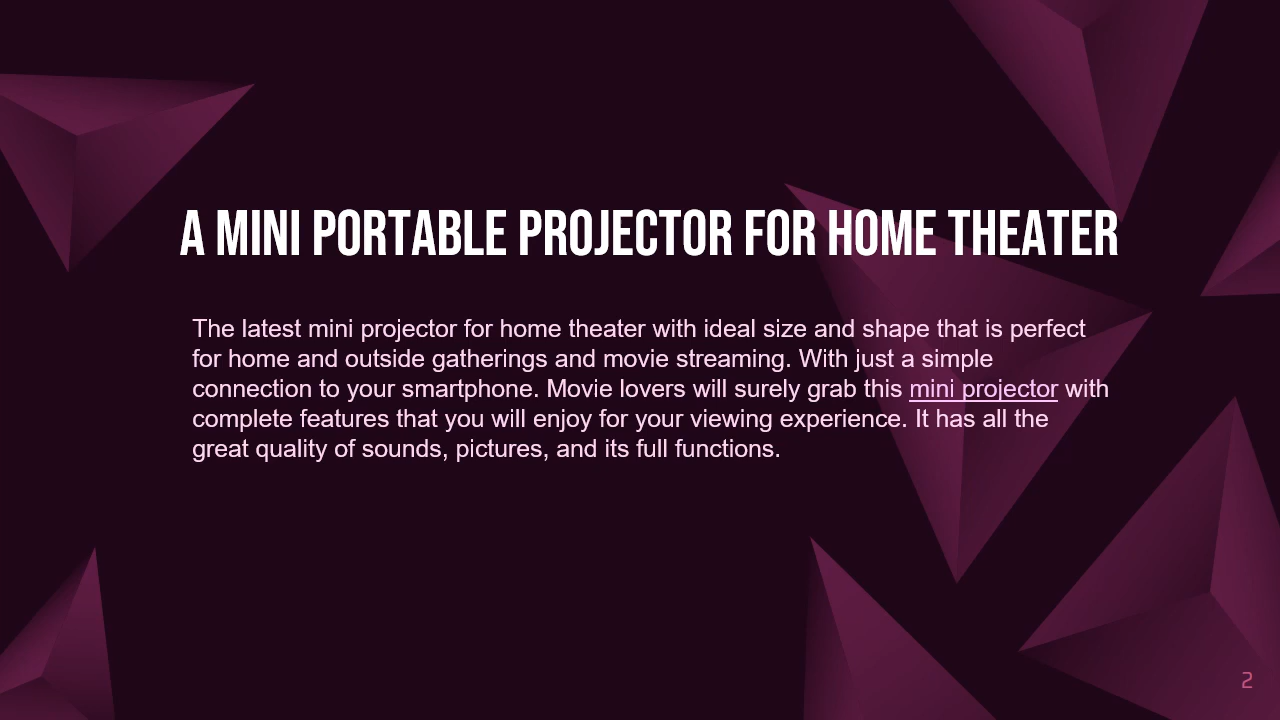 A MINI PORTABLE PROJECTOR FOR HOME THEATER
The latest mini projector for home theater with ideal size and shape that is perfect
for home and outside gatherings and movie streaming. With just a simple
connection to your smartphone. Movie lovers will surely grab this mini projector with
complete features that you will enjoy for your viewing experience. It has all the
great quality of sounds, pictures, and its full functions.
2